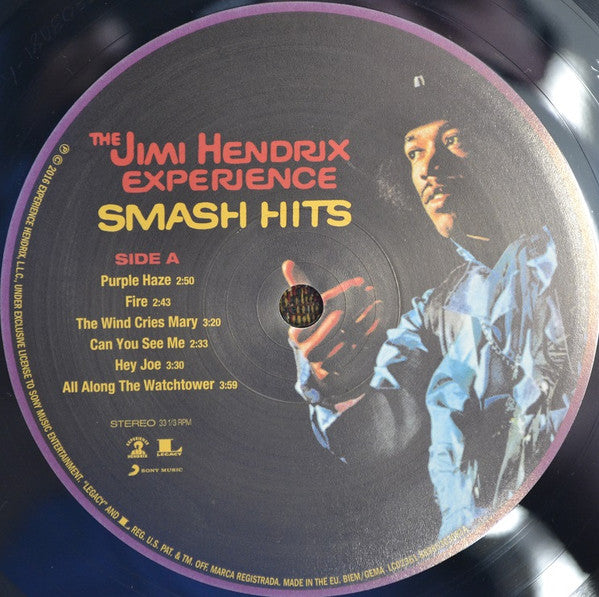 THE JIMI HENDRIX
EXPERIENCE
SMASH HITS
SIDE A
Purple Haze 2:50
Fire 2:43
The Wind Cries Mary 3:20
Can You See Me 2:33
Hey Joe 3:30
All Along The Watchtower 3:59
STEREO 33 1/3 RPM
EXPERIENCE
HENDRIX
L
LEGACY
SONY MUSIC
℗ © 2016 EXPERIENCE HENDRIX, L.L.C., UNDER EXCLUSIVE LICENSE TO SONY MUSIC ENTERTAINMENT. "LEGACY" AND L REG. U.S. PAT. & TM. OFF. MARCA REGISTRADA. MADE IN THE EU. BIEM/GEMA